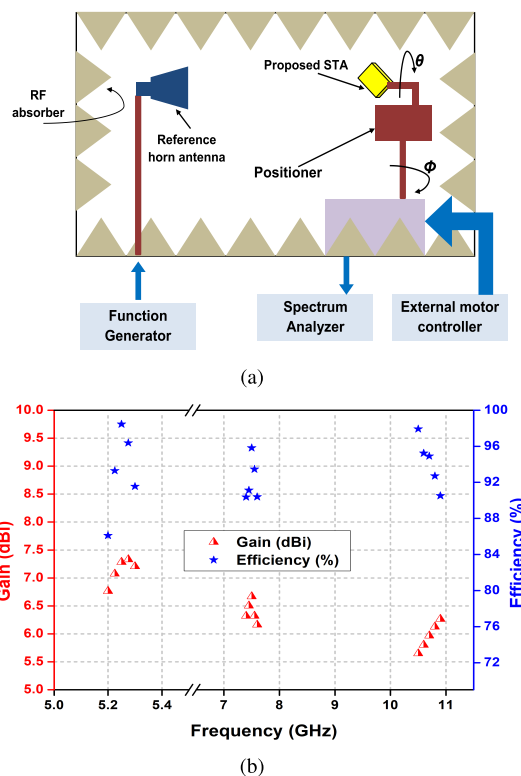 RF
absorber
Reference
horn antenna
Proposed STA
θ
Positioner
Φ
Function
Generator
Spectrum
Analyzer
External motor
controller
(a)
Gain (dBi)
10.0
9.5
9.0
8.5
8.0
7.5
7.0
6.5
6.0
5.5
5.0
Gain (dBi)
Efficiency (%)
100
96
92
88
84
80
76
72
Efficiency (%)
5.0 5.2 5.4 7 8 9 10 11
Frequency (GHz)
(b)